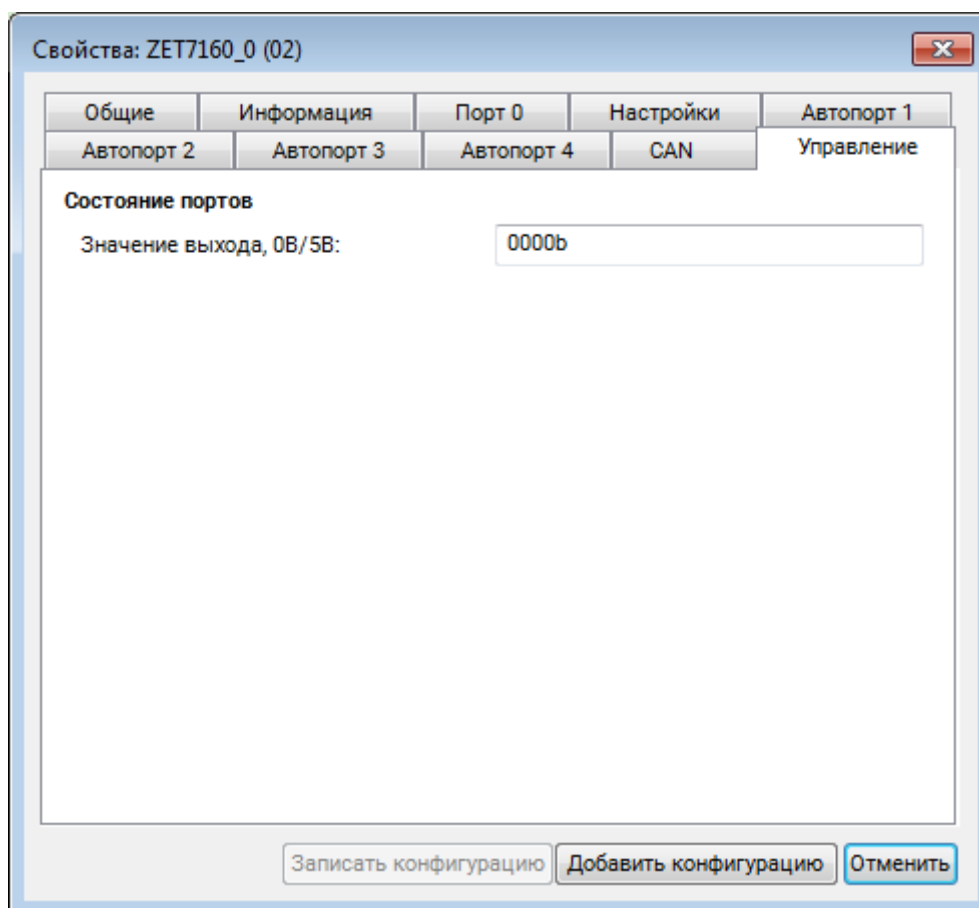 Свойства: ZET7160_0 (02)
Общие Информация Порт 0 Настройки Автопорт 1
Автопорт 2 Автопорт 3 Автопорт 4 CAN Управление
Состояние портов
Значение выхода, 0В/5В: 0000b
Записать конфигурацию Добавить конфигурацию Отменить